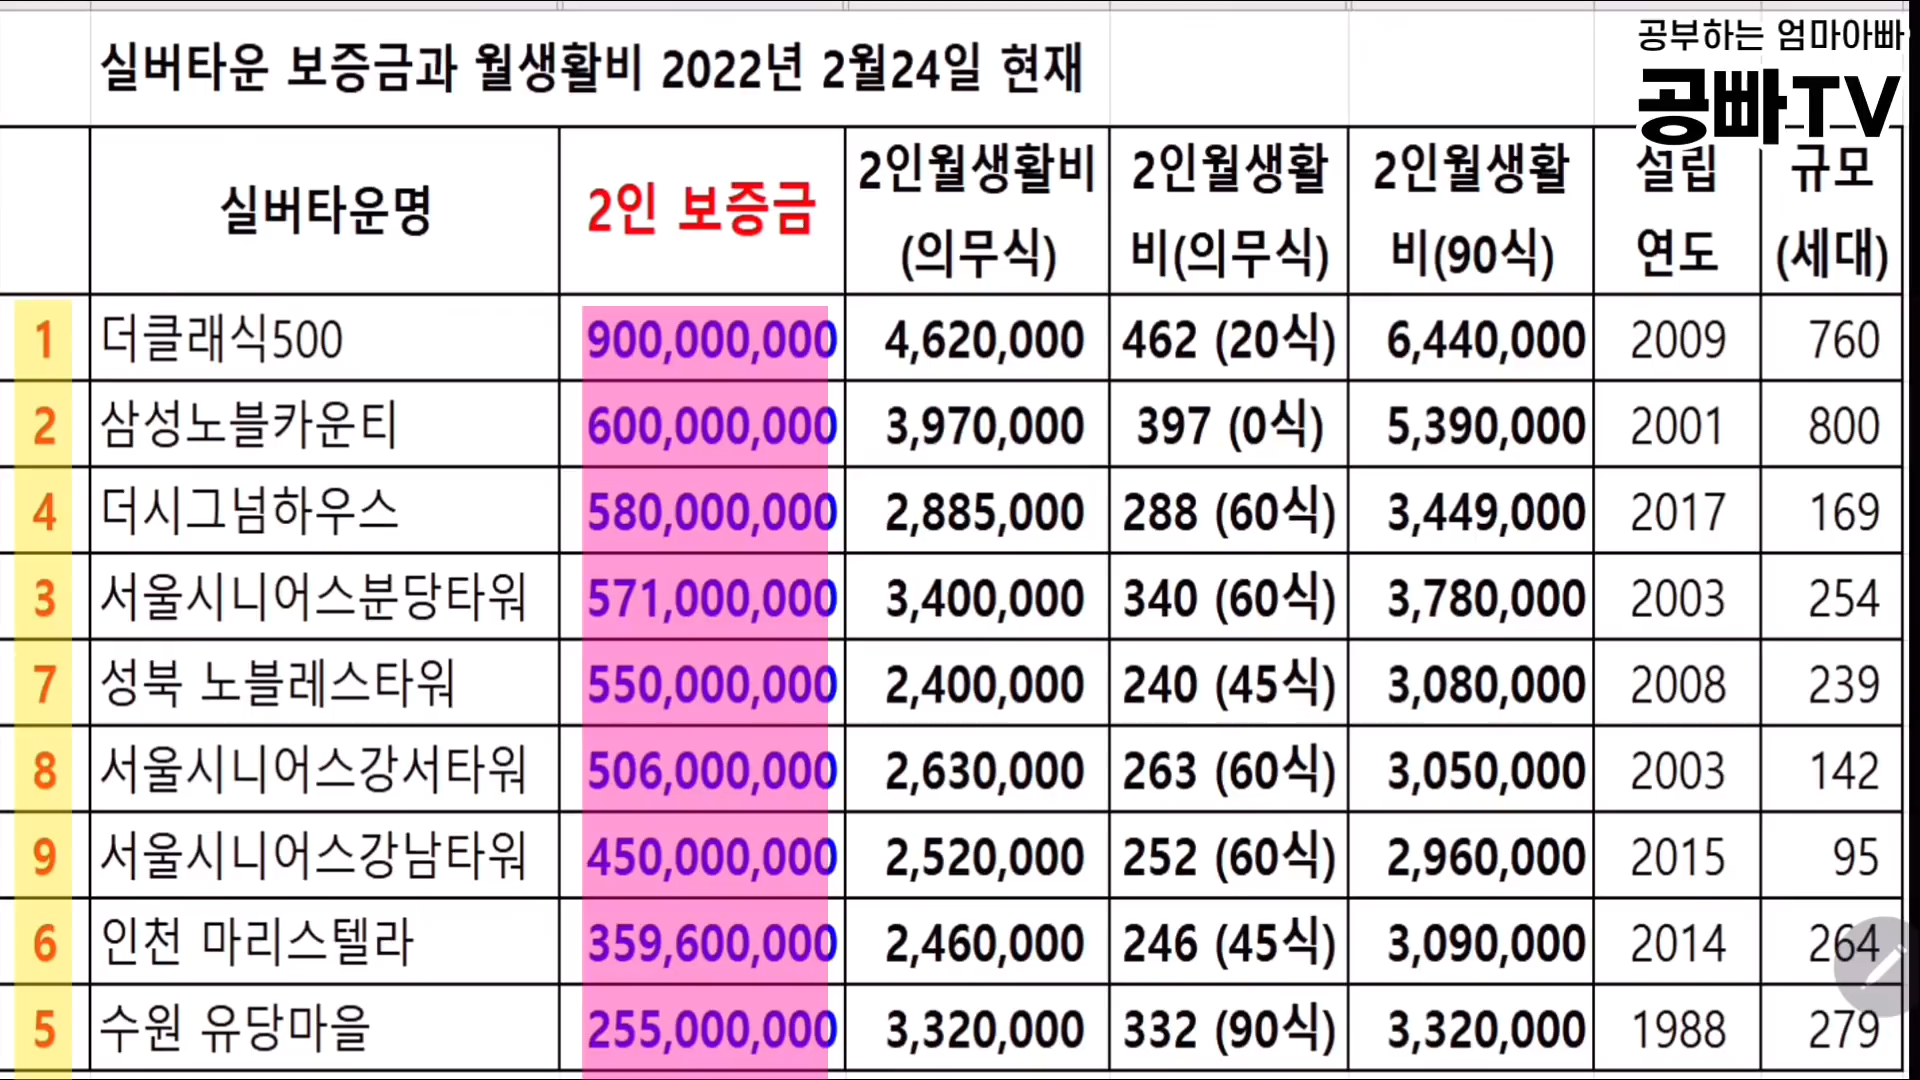 공부하는 엄마아빠
공빠TV
실버타운 보증금과 월생활비 2022년 2월24일 현재
실버타운명 2인 보증금 2인월생활비 (의무식) 2인월생활비(의무식) 2인월생활비(90식) 설립연도 규모(세대)
1 더클래식500 900,000,000 4,620,000 462 (20식) 6,440,000 2009 760
2 삼성노블카운티 600,000,000 3,970,000 397 (0식) 5,390,000 2001 800
4 더시그넘하우스 580,000,000 2,885,000 288 (60식) 3,449,000 2017 169
3 서울시니어스분당타워 571,000,000 3,400,000 340 (60식) 3,780,000 2003 254
7 성북 노블레스타워 550,000,000 2,400,000 240 (45식) 3,080,000 2008 239
8 서울시니어스강서타워 506,000,000 2,630,000 263 (60식) 3,050,000 2003 142
9 서울시니어스강남타워 450,000,000 2,520,000 252 (60식) 2,960,000 2015 95
6 인천 마리스텔라 359,600,000 2,460,000 246 (45식) 3,090,000 2014 264
5 수원 유당마을 255,000,000 3,320,000 332 (90식) 3,320,000 1988 279